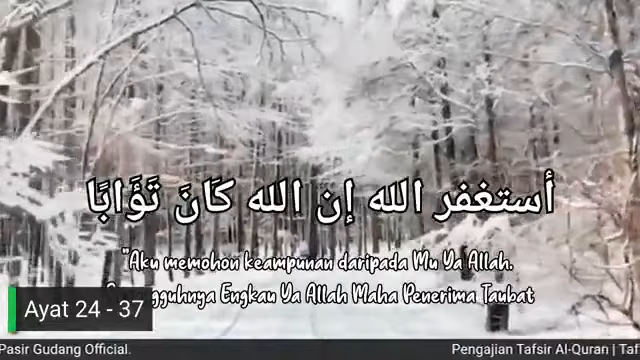 أستغفر الله إن الله كَانَ تَوَّابًا
"Aku memohon keampunan daripada Mu Ya Allah.
Engkau Ya Allah Maha Penerima Taubat
Ayat 24 - 37
Pasir Gudang Official.
Pengajian Tafsir Al-Quran | Taf